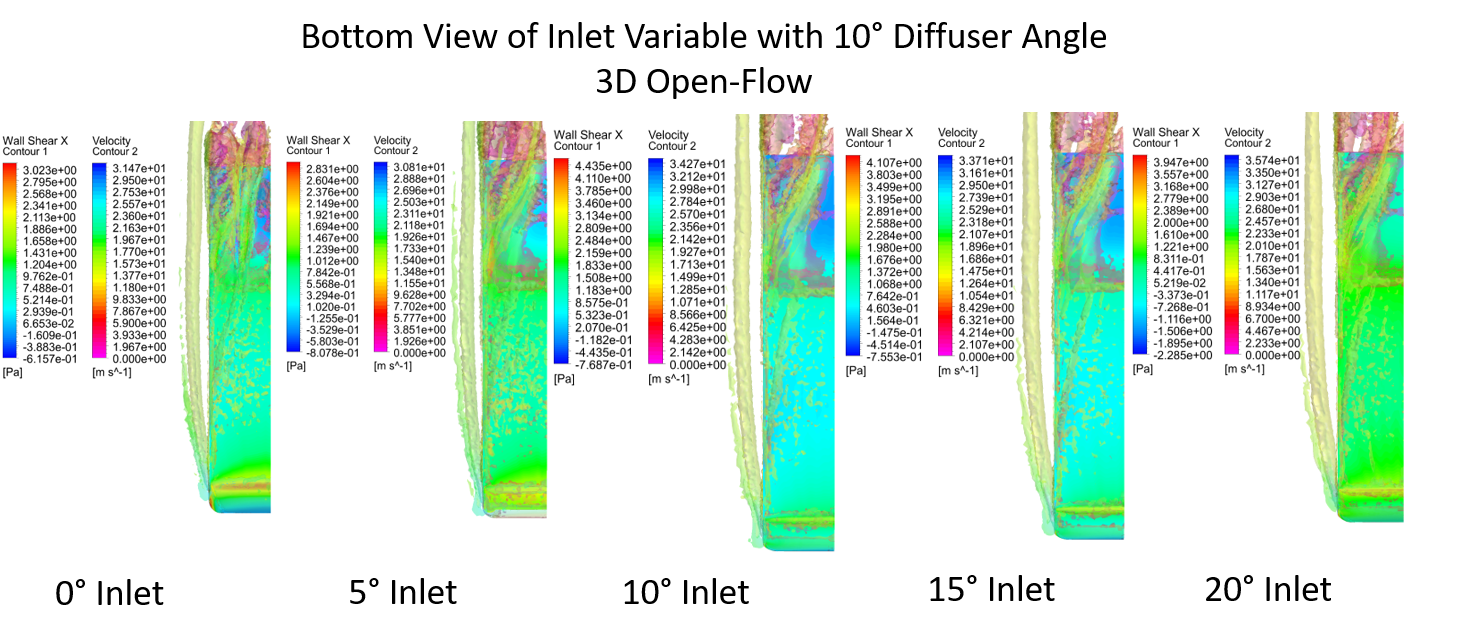 Bottom View of Inlet Variable with 10° Diffuser Angle
3D Open-Flow
Wall Shear X
Contour 1
3.023e+00
2.795e+00
2.568e+00
2.341e+00
2.113e+00
1.886e+00
1.658e+00
1.431e+00
1.204e+00
9.762e-01
7.488e-01
5.214e-01
2.939e-01
6.653e-02
-1.609e-01
-3.883e-01
-6.157e-01
[Pa]
Velocity
Contour 2
3.147e+01
2.950e+01
2.753e+01
2.557e+01
2.360e+01
2.163e+01
1.967e+01
1.770e+01
1.573e+01
1.377e+01
1.180e+01
9.833e+00
7.867e+00
5.900e+00
3.933e+00
1.967e+00
0.000e+00
[m s^-1]
Wall Shear X
Contour 1
2.831e+00
2.604e+00
2.376e+00
2.149e+00
1.921e+00
1.694e+00
1.467e+00
1.239e+00
1.012e+00
7.842e-01
5.568e-01
3.294e-01
1.020e-01
-1.255e-01
-3.529e-01
-5.803e-01
-8.078e-01
[Pa]
Velocity
Contour 2
3.081e+01
2.888e+01
2.696e+01
2.503e+01
2.311e+01
2.118e+01
1.926e+01
1.733e+01
1.540e+01
1.348e+01
1.155e+01
9.628e+00
7.702e+00
5.777e+00
3.851e+00
1.926e+00
0.000e+00
[m s^-1]
Wall Shear X
Contour 1
4.435e+00
4.110e+00
3.785e+00
3.460e+00
3.134e+00
2.809e+00
2.484e+00
2.159e+00
1.833e+00
1.508e+00
1.183e+00
8.575e-01
5.323e-01
2.070e-01
-1.182e-01
-4.435e-01
-7.687e-01
[Pa]
Velocity
Contour 2
3.427e+01
3.212e+01
2.998e+01
2.784e+01
2.570e+01
2.356e+01
2.142e+01
1.927e+01
1.713e+01
1.499e+01
1.285e+01
1.071e+01
8.566e+00
6.425e+00
4.283e+00
2.142e+00
0.000e+00
[m s^-1]
Wall Shear X
Contour 1
4.107e+00
3.803e+00
3.499e+00
3.195e+00
2.891e+00
2.588e+00
2.284e+00
1.980e+00
1.676e+00
1.372e+00
1.068e+00
7.642e-01
4.603e-01
1.564e-01
-1.475e-01
-4.514e-01
-7.553e-01
[Pa]
Velocity
Contour 2
3.371e+01
3.161e+01
2.950e+01
2.739e+01
2.529e+01
2.318e+01
2.107e+01
1.896e+01
1.686e+01
1.475e+01
1.264e+01
1.054e+01
8.429e+00
6.321e+00
4.214e+00
2.107e+00
0.000e+00
[m s^-1]
Wall Shear X
Contour 1
3.947e+00
3.557e+00
3.168e+00
2.779e+00
2.389e+00
2.000e+00
1.610e+00
1.221e+00
8.311e-01
4.417e-01
5.219e-02
-3.373e-01
-7.268e-01
-1.116e+00
-1.506e+00
-1.895e+00
-2.285e+00
[Pa]
Velocity
Contour 2
3.574e+01
3.350e+01
3.127e+01
2.903e+01
2.680e+01
2.457e+01
2.233e+01
2.010e+01
1.787e+01
1.563e+01
1.340e+01
1.117e+01
8.934e+00
6.700e+00
4.467e+00
2.233e+00
0.000e+00
[m s^-1]
0° Inlet
5° Inlet
10° Inlet
15° Inlet
20° Inlet